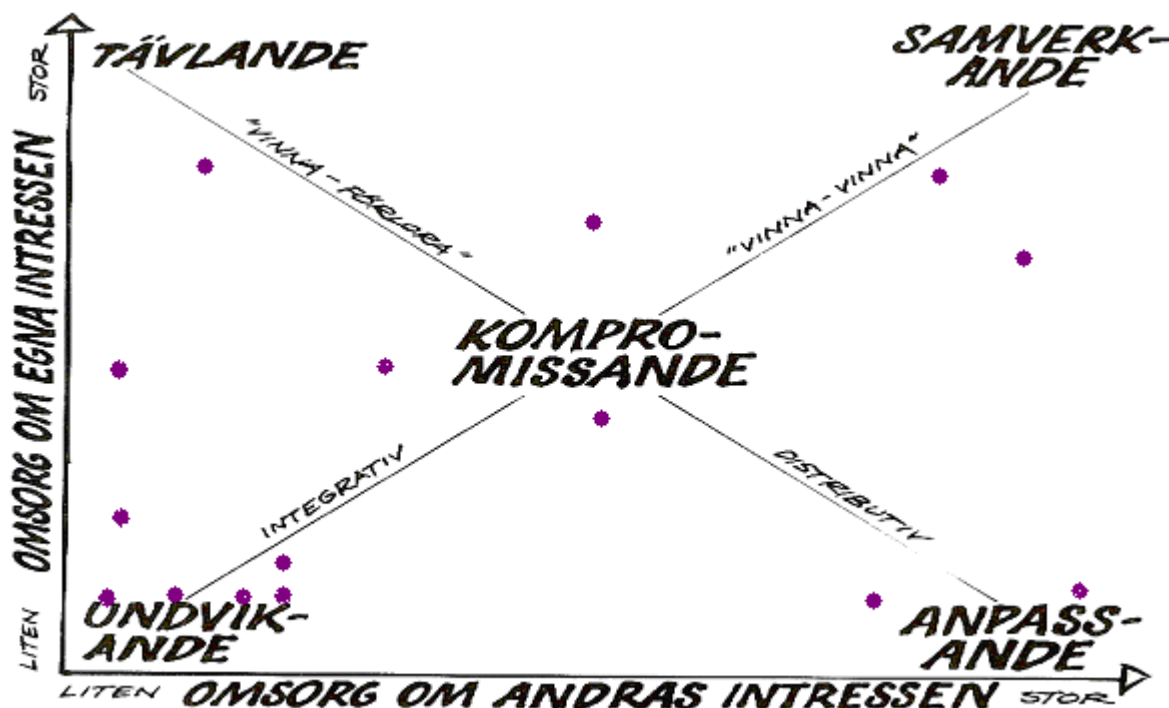 STOR
TÄVLANDE
SAMVERK-
ANDE
"VINNA - FÖRLORA"
"VINNA - VINNA"
OMSORG OM EGNA INTRESSEN
KOMPRO-
MISSANDE
INTEGRATIV
DISTRIBUTIV
LITEN
UNDVIK-
ANDE
ANPASS-
ANDE
LITEN OMSORG OM ANDRAS INTRESSEN STOR